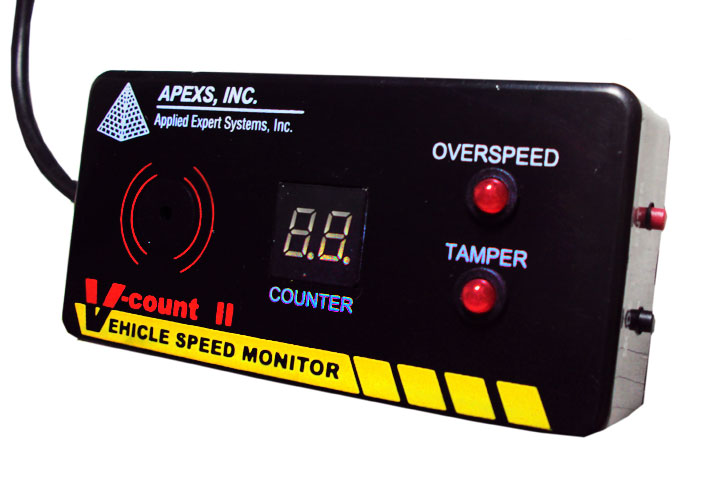 APEXS, INC.
Applied Expert Systems, Inc.
OVERSPEED
8.8.
TAMPER
COUNTER
V-count II
VEHICLE SPEED MONITOR